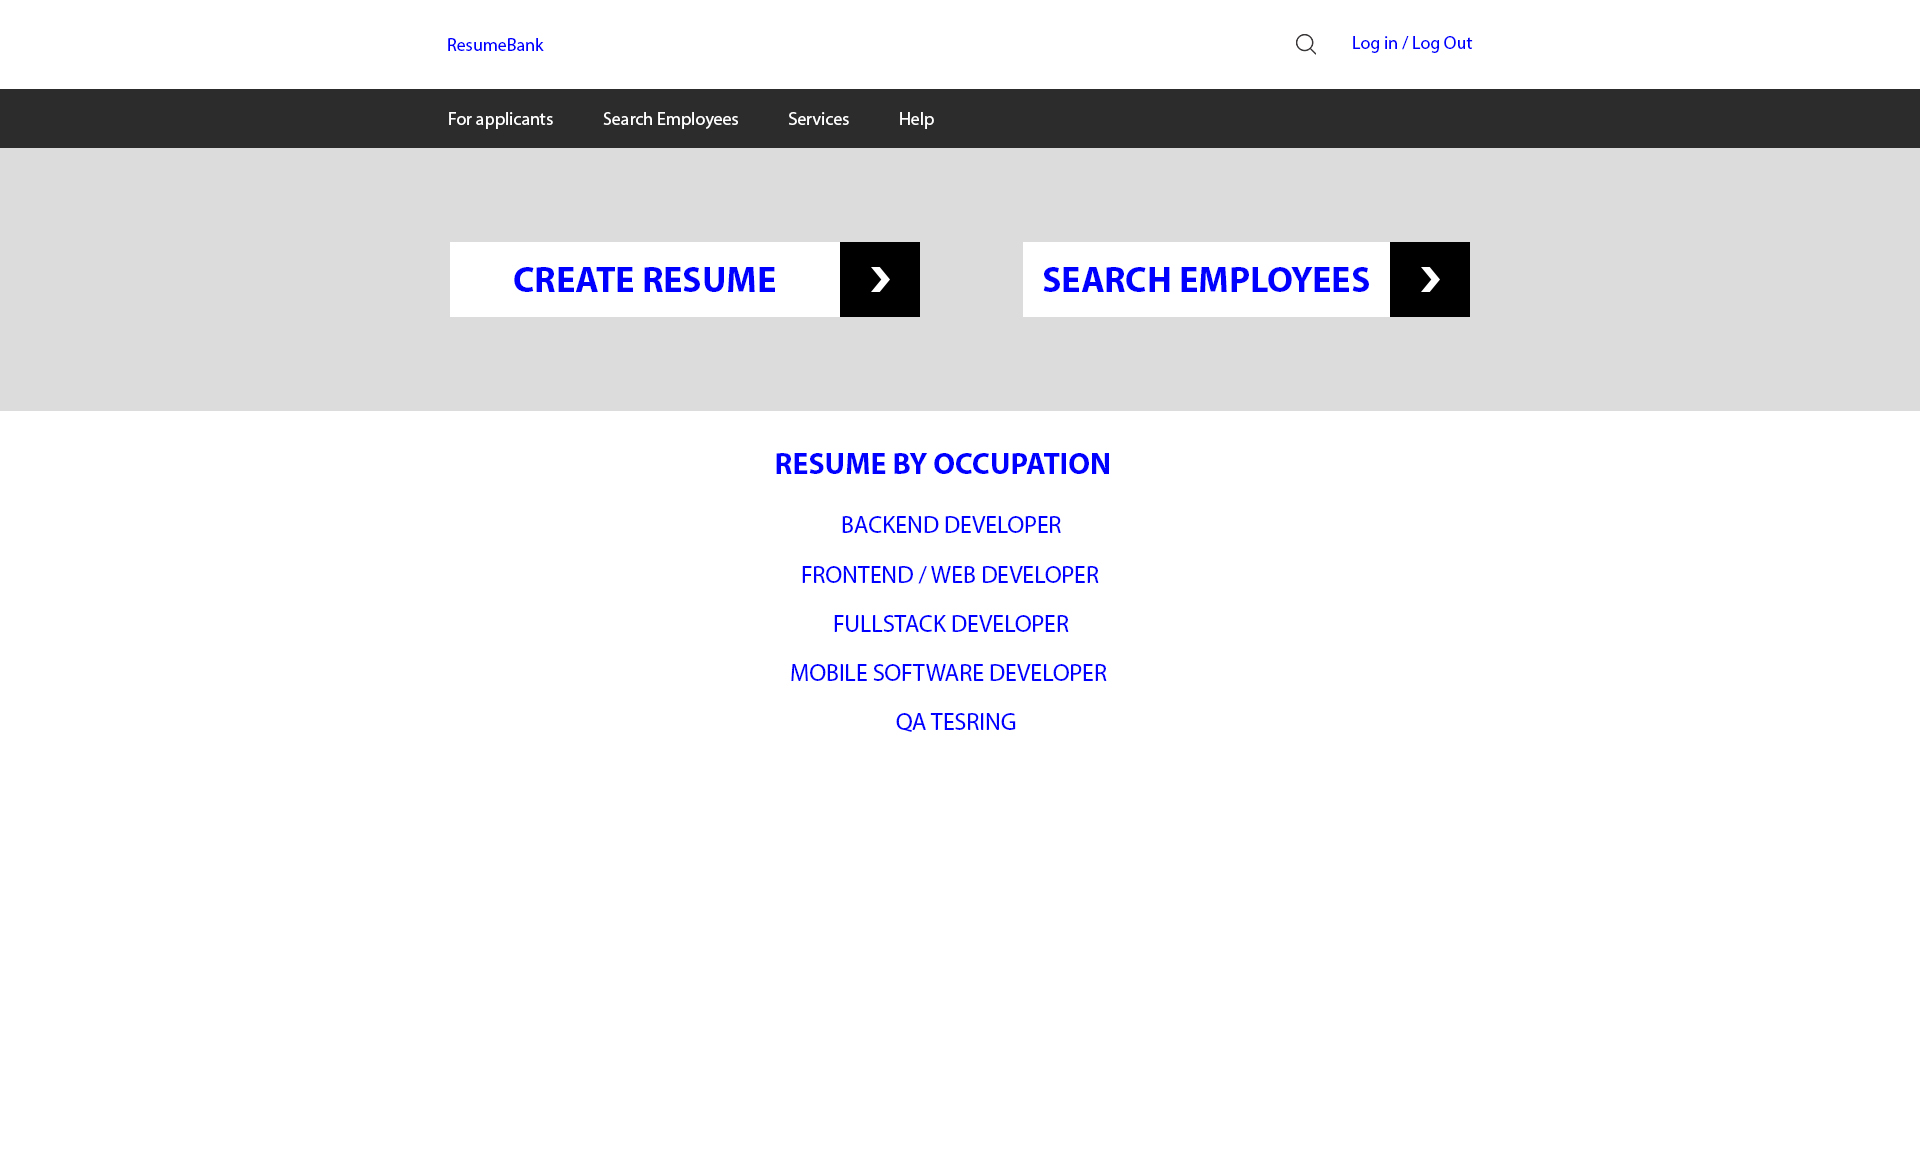 ResumeBank
Log in / Log Out
For applicants
Search Employees
Services
Help
CREATE RESUME
SEARCH EMPLOYEES
RESUME BY OCCUPATION
BACKEND DEVELOPER
FRONTEND / WEB DEVELOPER
FULLSTACK DEVELOPER
MOBILE SOFTWARE DEVELOPER
QA TESRING